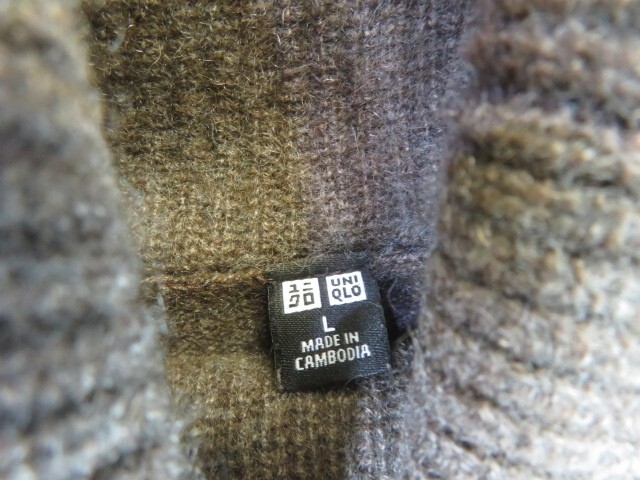 ユニ UNI
クロ QLO
L
MADE IN
CAMBODIA